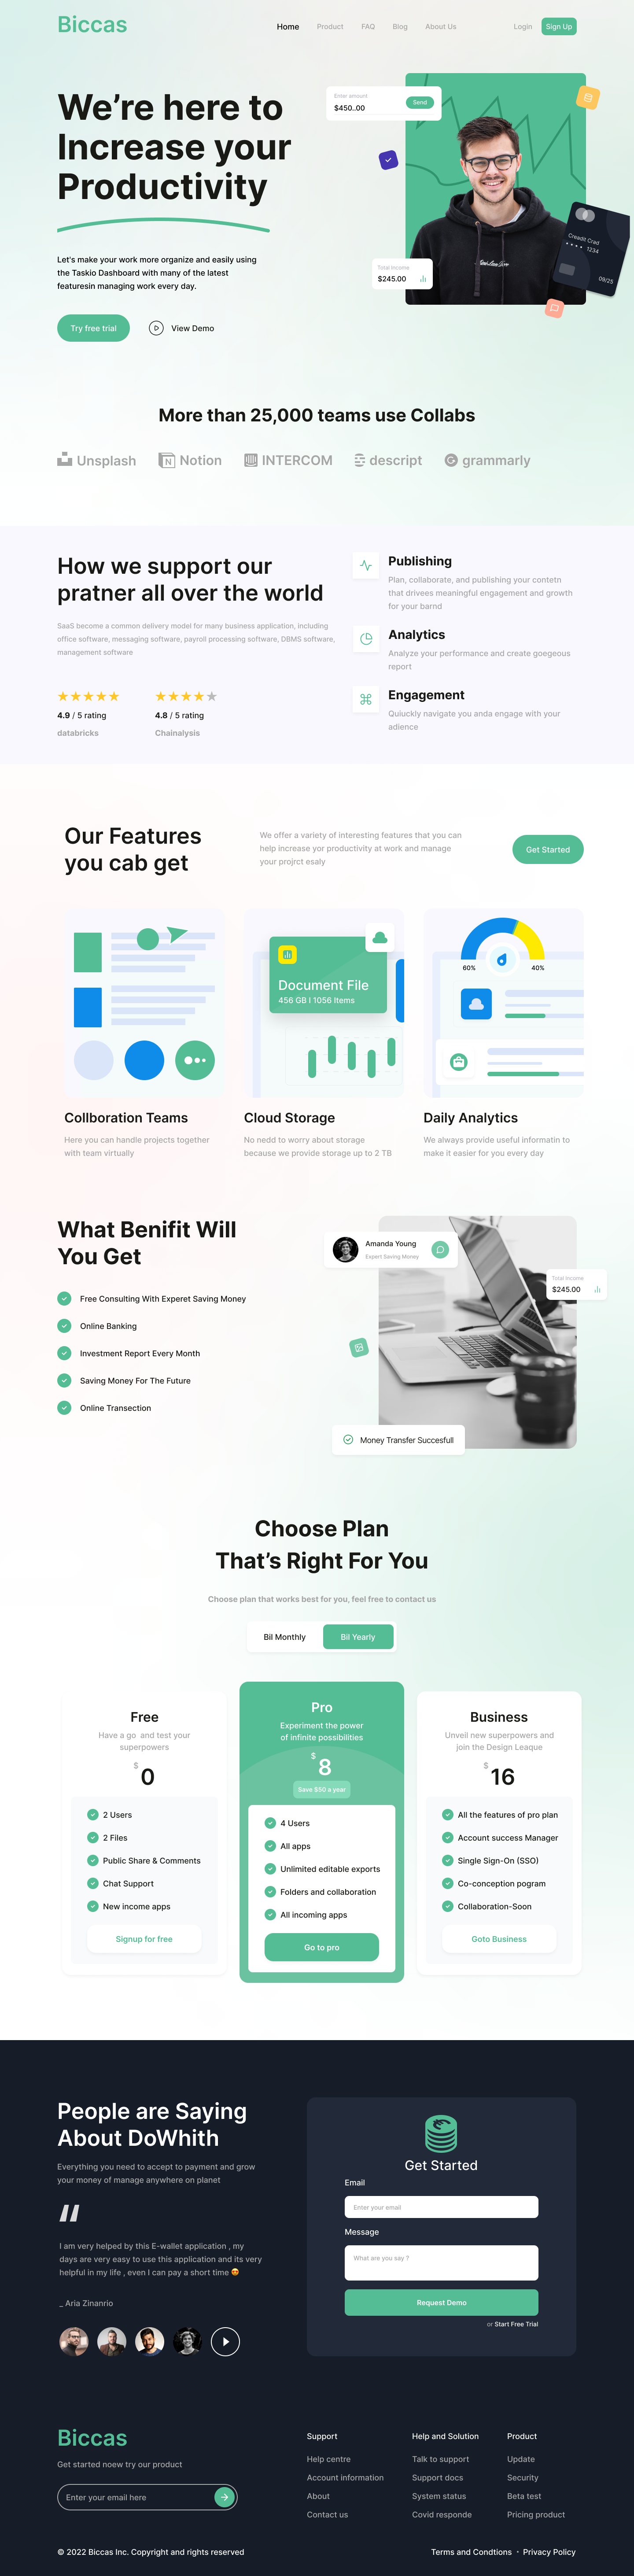 Biccas
Home Product FAQ Blog About Us Login Sign Up
We’re here to
Increase your
Productivity
Enter amount
$450..00
Send
Total Income
$245.00
Creadit Crad
1234
09/25
Let's make your work more organize and easily using
the Taskio Dashboard with many of the latest
featuresin managing work every day.
Try free trial
View Demo
More than 25,000 teams use Collabs
Unsplash Notion INTERCOM descript grammarly
How we support our
pratner all over the world
SaaS become a common delivery model for many business application, including
office software, messaging software, payroll processing software, DBMS software,
management software
4.9 / 5 rating
databricks
4.8 / 5 rating
Chainalysis
Publishing
Plan, collaborate, and publishing your contetn
that drivees meaningful engagement and growth
for your barnd
Analytics
Analyze your performance and create goegeous
report
Engagement
Quiuckly navigate you anda engage with your
adience
Our Features
you cab get
We offer a variety of interesting features that you can
help increase yor productivity at work and manage
your projrct esaly
Get Started
Document File
456 GB I 1056 Items
60%
40%
Collboration Teams
Here you can handle projects together
with team virtually
Cloud Storage
No nedd to worry about storage
because we provide storage up to 2 TB
Daily Analytics
We always provide useful informatin to
make it easier for you every day
What Benifit Will
You Get
Free Consulting With Experet Saving Money
Online Banking
Investment Report Every Month
Saving Money For The Future
Online Transection
Amanda Young
Expert Saving Money
Total Income
$245.00
Money Transfer Succesfull
Choose Plan
That’s Right For You
Choose plan that works best for you, feel free to contact us
Bil Monthly
Bil Yearly
Free
Have a go and test your
superpowers
$ 0
2 Users
2 Files
Public Share & Comments
Chat Support
New income apps
Signup for free
Pro
Experiment the power
of infinite possibilities
$ 8
Save $50 a year
4 Users
All apps
Unlimited editable exports
Folders and collaboration
All incoming apps
Go to pro
Business
Unveil new superpowers and
join the Design Leaque
$ 16
All the features of pro plan
Account success Manager
Single Sign-On (SSO)
Co-conception pogram
Collaboration-Soon
Goto Business
People are Saying
About DoWhith
Everything you need to accept to payment and grow
your money of manage anywhere on planet
I am very helped by this E-wallet application , my
days are very easy to use this application and its very
helpful in my life , even I can pay a short time 😍
_ Aria Zinanrio
Get Started
Email
Enter your email
Message
What are you say ?
Request Demo
or Start Free Trial
Biccas
Get started noew try our product
Enter your email here
Support
Help centre
Account information
About
Contact us
Help and Solution
Talk to support
Support docs
System status
Covid responde
Product
Update
Security
Beta test
Pricing product
© 2022 Biccas Inc. Copyright and rights reserved
Terms and Condtions • Privacy Policy